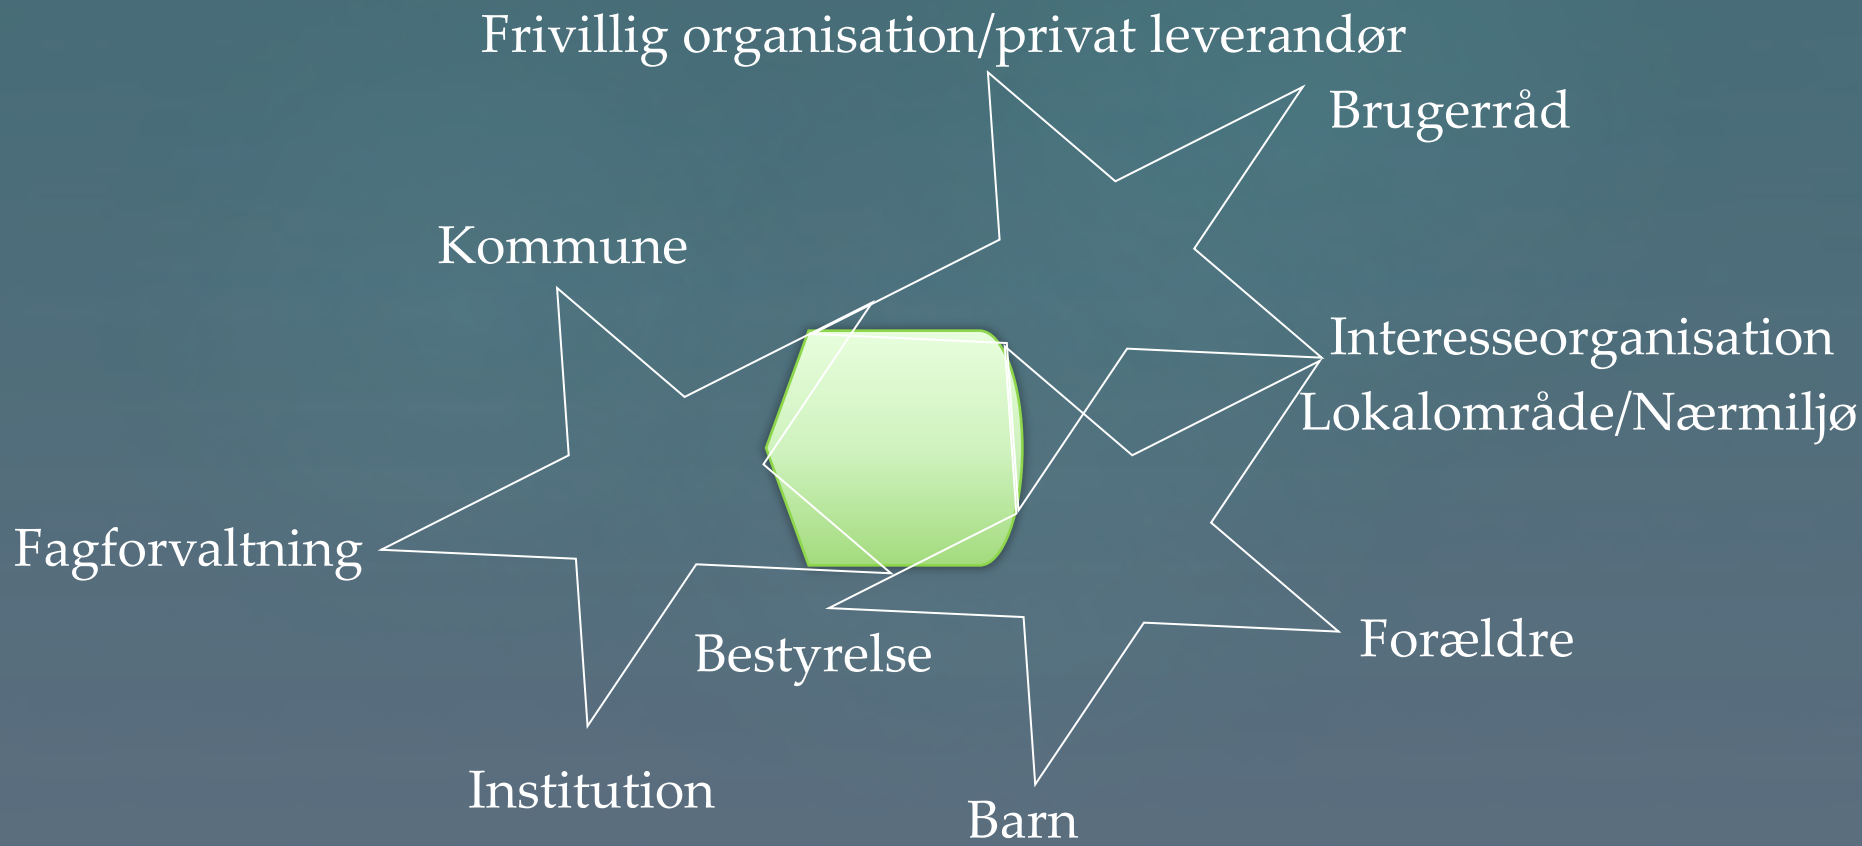 Frivillig organisation/privat leverandør
Brugerråd
Kommune
Interesseorganisation
Lokalområde/Nærmiljø
Fagforvaltning
Forældre
Bestyrelse
Institution
Barn